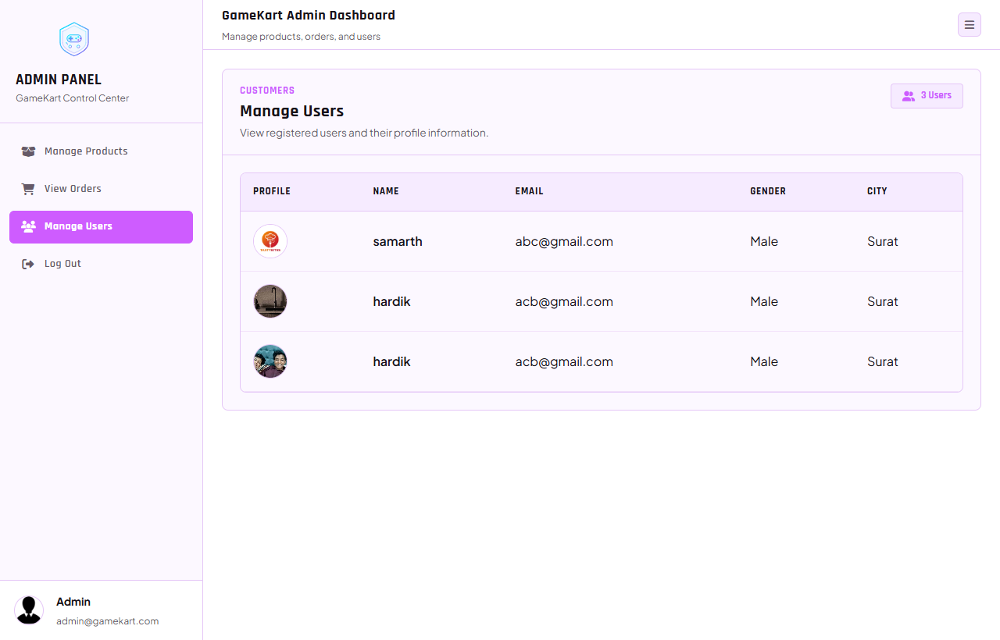 ADMIN PANEL
GameKart Control Center
Manage Products
View Orders
Manage Users
Log Out
Admin
admin@gamekart.com
GameKart Admin Dashboard
Manage products, orders, and users
CUSTOMERS
Manage Users
View registered users and their profile information.
3 Users
PROFILE NAME EMAIL GENDER CITY
samarth abc@gmail.com Male Surat
hardik acb@gmail.com Male Surat
hardik acb@gmail.com Male Surat